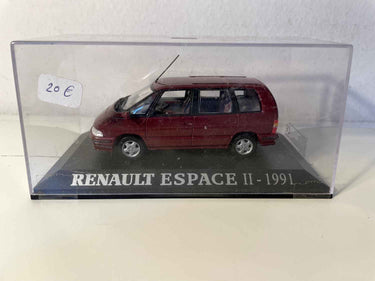 20 €
RENAULT ESPACE II - 1991